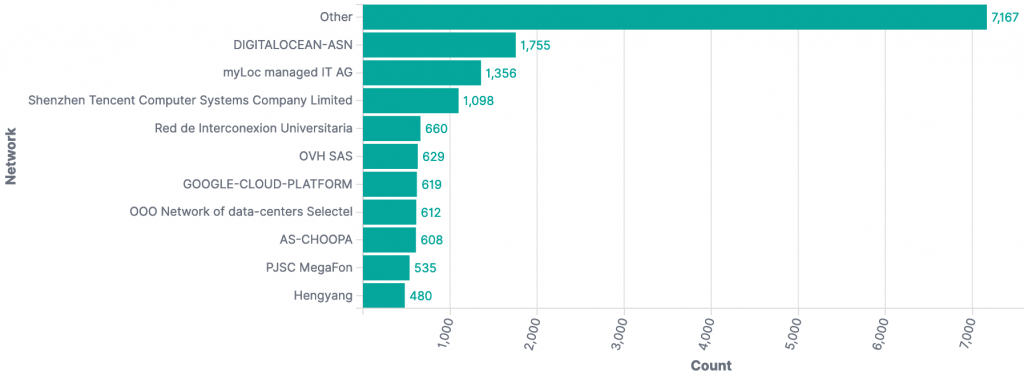 Other 7,167
DIGITALOCEAN-ASN 1,755
myLoc managed IT AG 1,356
Shenzhen Tencent Computer Systems Company Limited 1,098
Red de Interconexion Universitaria 660
OVH SAS 629
GOOGLE-CLOUD-PLATFORM 619
OOO Network of data-centers Selectel 612
AS-CHOOPA 608
PJSC MegaFon 535
Hengyang 480
Network
1,000 2,000 3,000 4,000 5,000 6,000 7,000
Count